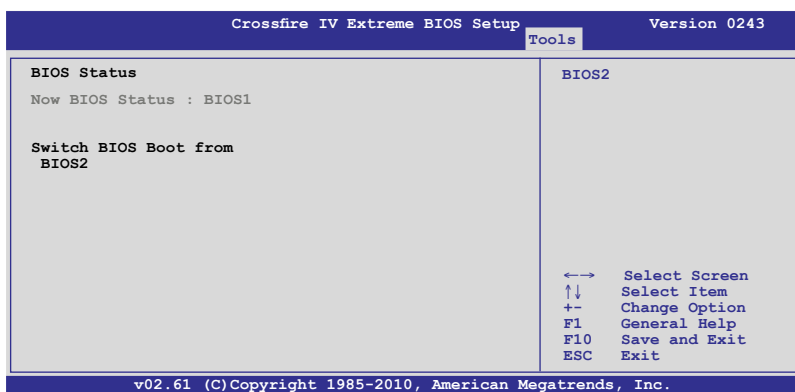 Crossfire IV Extreme BIOS Setup Version 0243
Tools
BIOS Status
Now BIOS Status : BIOS1
Switch BIOS Boot from
BIOS2
BIOS2
←→ Select Screen
↑↓ Select Item
+- Change Option
F1 General Help
F10 Save and Exit
ESC Exit
v02.61 (C)Copyright 1985-2010, American Megatrends, Inc.